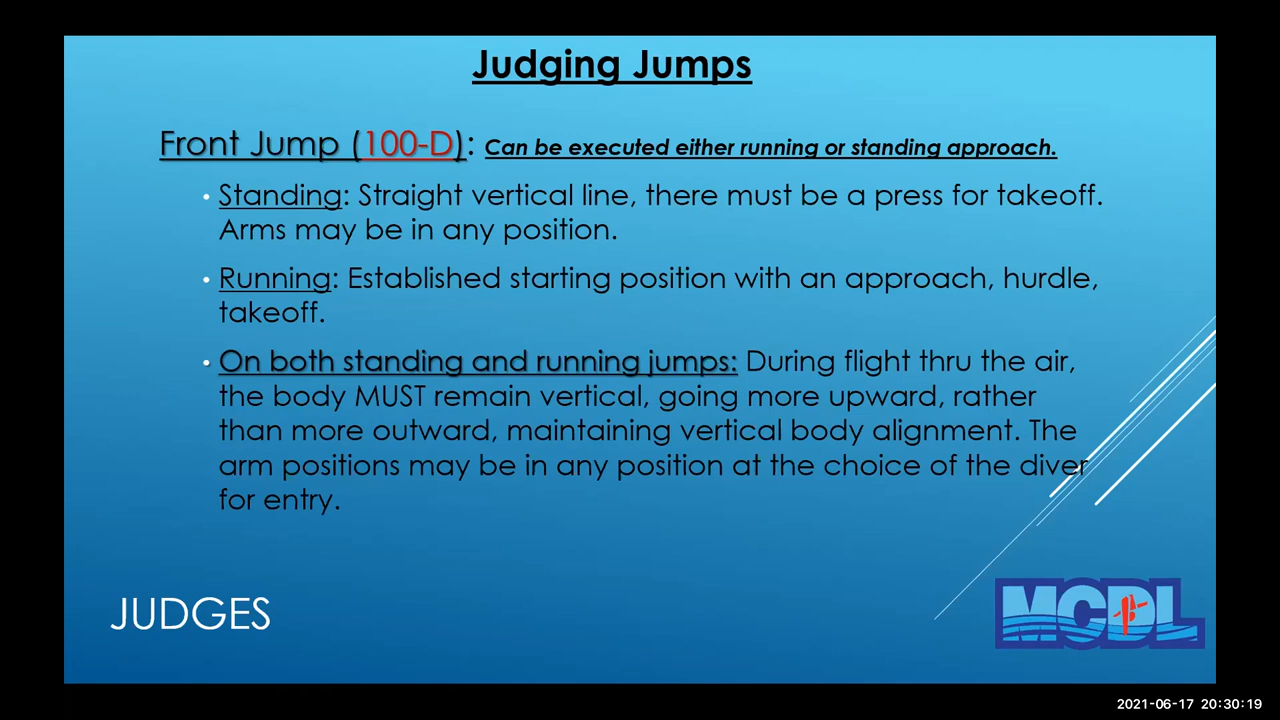 Judging Jumps
Front Jump (100-D): Can be executed either running or standing approach.
• Standing: Straight vertical line, there must be a press for takeoff.
Arms may be in any position.
• Running: Established starting position with an approach, hurdle,
takeoff.
• On both standing and running jumps: During flight thru the air,
the body MUST remain vertical, going more upward, rather
than more outward, maintaining vertical body alignment. The
arm positions may be in any position at the choice of the diver
for entry.
JUDGES
MCDL
2021-06-17 20:30:19